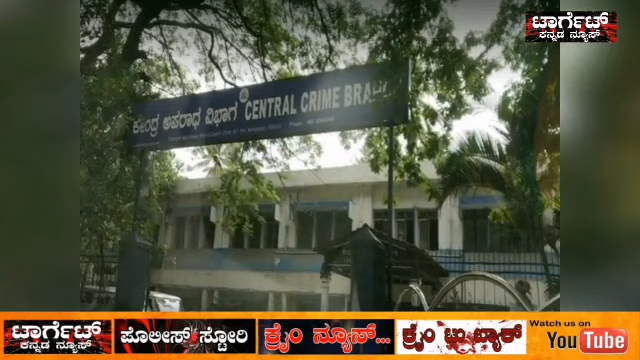 ಟಾರ್ಗೆಟ್
ಕನ್ನಡ ನ್ಯೂಸ್
ಕೇಂದ್ರ ಅಪರಾಧ ವಿಭಾಗ CENTRAL CRIME BRA
ಟಾರ್ಗೆಟ್
ಕನ್ನಡ ನ್ಯೂಸ್
ಪೊಲೀಸ್ ಸ್ಟೋರಿ
ಕ್ರೈಂ ನ್ಯೂಸ್...
ಕ್ರೈಂ ಫ್ಲ್ಯಾಶ್‌ಬ್ಯಾಕ್
Watch us on
YouTube